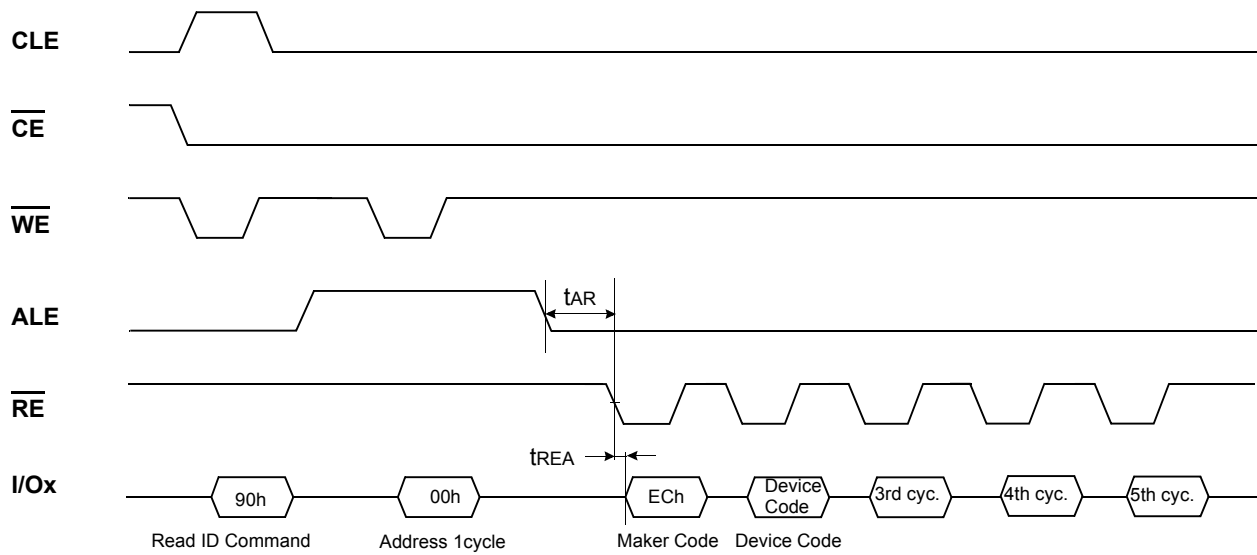 CLE
CE
WE
ALE
tAR
RE
tREA
I/Ox
90h
00h
ECh
Device
Code
3rd cyc.
4th cyc.
5th cyc.
Read ID Command
Address 1cycle
Maker Code
Device Code